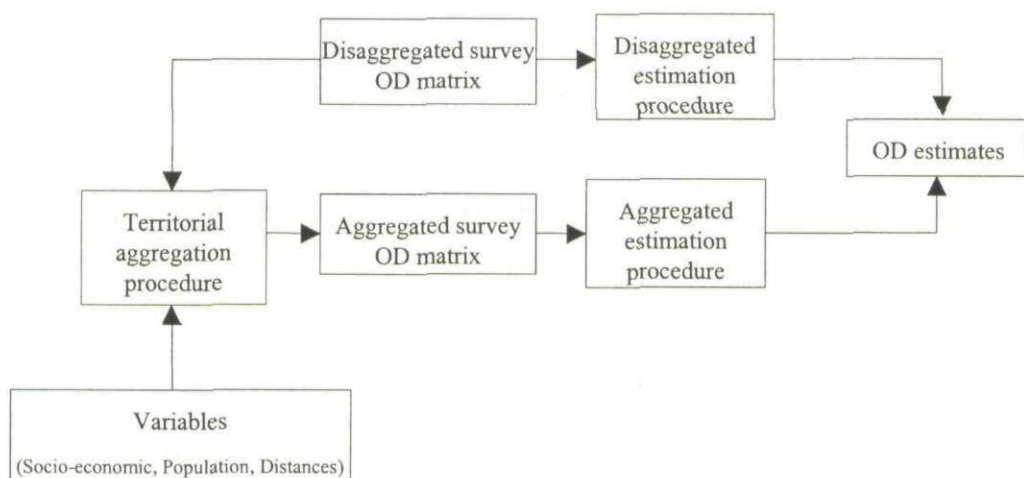 Disaggregated survey
OD matrix
Disaggregated
estimation
procedure
OD estimates
Territorial
aggregation
procedure
Aggregated survey
OD matrix
Aggregated
estimation
procedure
Variables
(Socio-economic, Population, Distances)